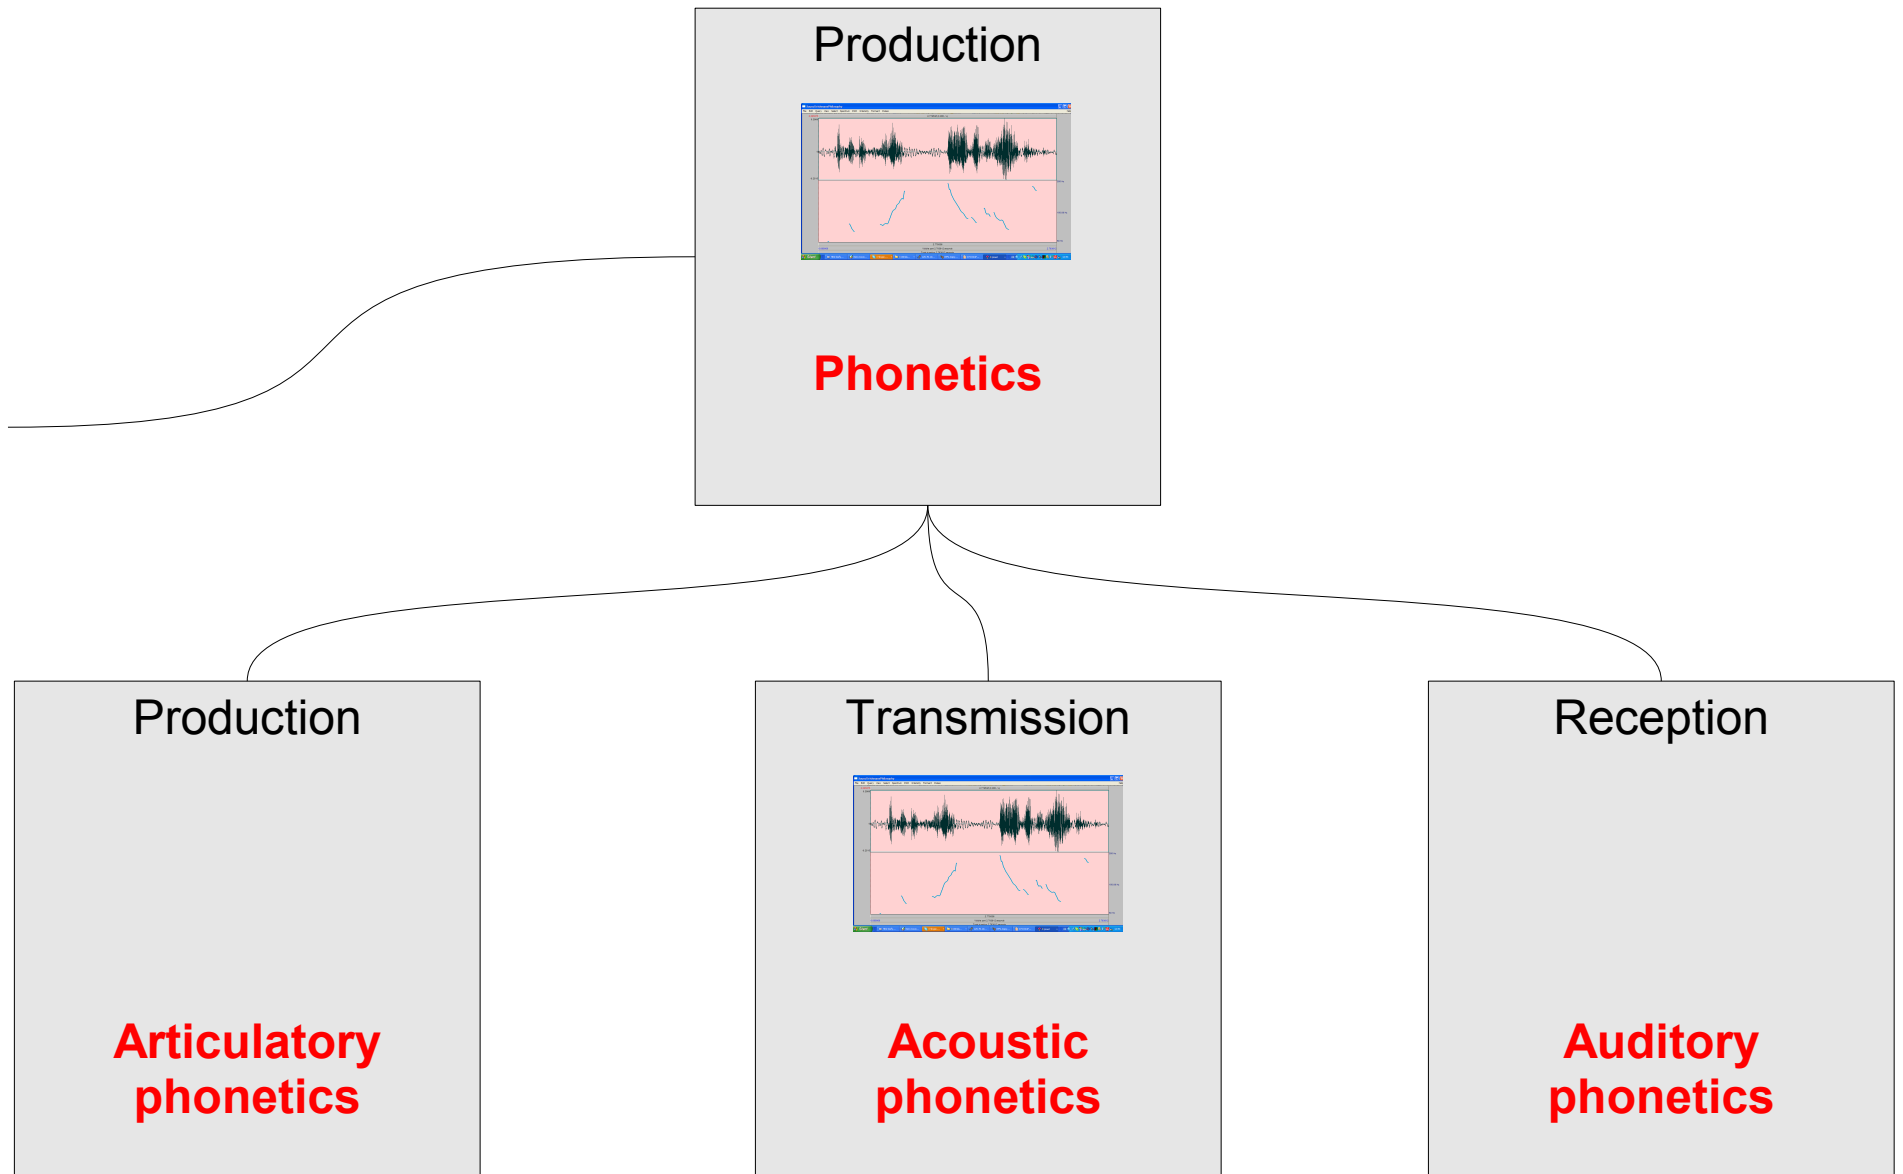 Production
Phonetics
Production
Transmission
Reception
Articulatory
phonetics
Acoustic
phonetics
Auditory
phonetics